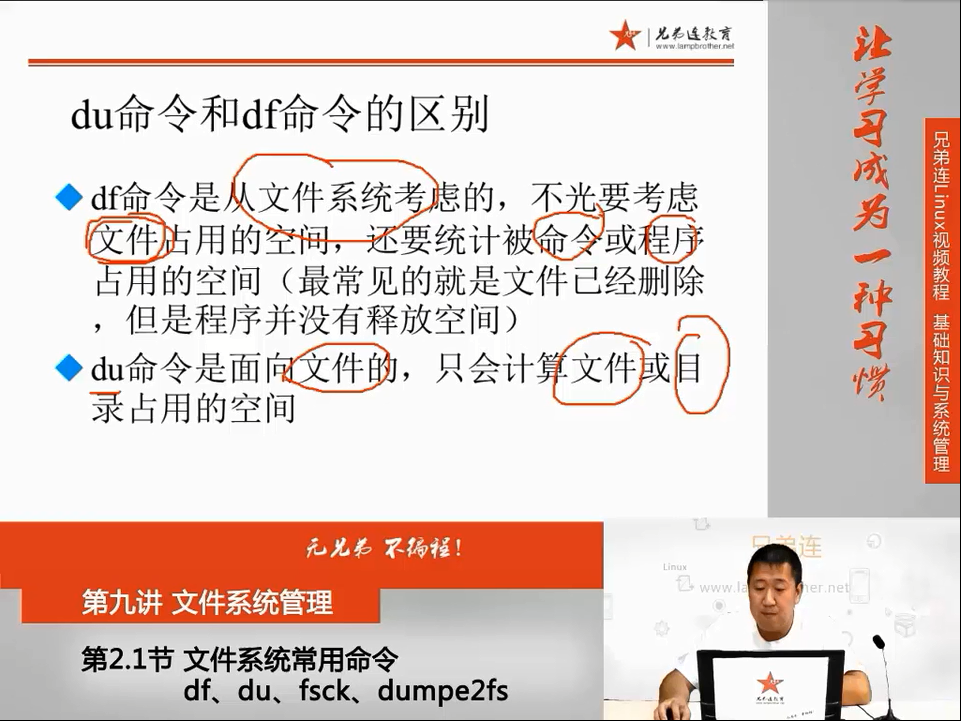 兄弟连教育
www.lampbrother.net
du命令和df命令的区别
df命令是从文件系统考虑的，不光要考虑
文件占用的空间，还要统计被命令或程序
占用的空间（最常见的就是文件已经删除
，但是程序并没有释放空间）
du命令是面向文件的，只会计算文件或目
录占用的空间
让学习成为一种习惯
兄弟连Linux视频教程 基础知识与系统管理
无兄弟 不编程！
第九讲 文件系统管理
第2.1节 文件系统常用命令
df、du、fsck、dumpe2fs
兄弟连
Linux
兄弟连教育